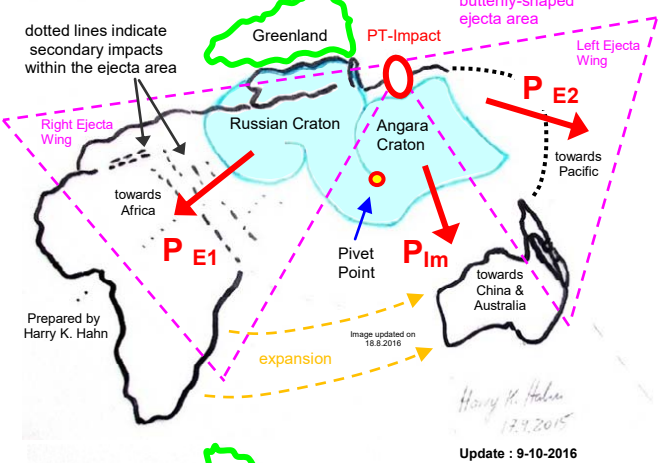 butterfly-shaped
ejecta area
dotted lines indicate
secondary impacts
within the ejecta area
Greenland
PT-Impact
Left Ejecta
Wing
P E2
Right Ejecta
Wing
Russian Craton
Angara
Craton
towards
Pacific
towards
Africa
P E1
Pivet
Point
PIm
towards
China &
Australia
Prepared by
Harry K. Hahn
Image updated on
18.8.2016
expansion
Harry K. Hahn
17.9.2015
Update : 9-10-2016